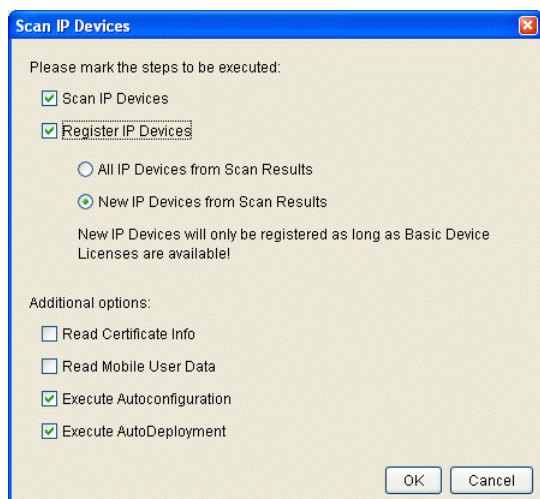 Scan IP Devices
Please mark the steps to be executed:
Scan IP Devices
Register IP Devices
All IP Devices from Scan Results
New IP Devices from Scan Results
New IP Devices will only be registered as long as Basic Device
Licenses are available!
Additional options:
Read Certificate Info
Read Mobile User Data
Execute Autoconfiguration
Execute AutoDeployment
OK Cancel